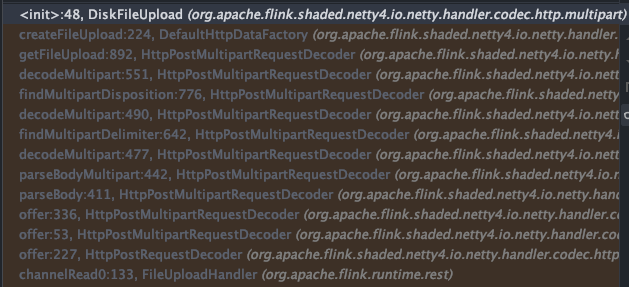 <init>:48, DiskFileUpload (org.apache.flink.shaded.netty4.io.netty.handler.codec.http.multipart)
createFileUpload:224, DefaultHttpDataFactory (org.apache.flink.shaded.netty4.io.netty.handler.
getFileUpload:892, HttpPostMultipartRequestDecoder (org.apache.flink.shaded.netty4.io.netty.h
decodeMultipart:551, HttpPostMultipartRequestDecoder (org.apache.flink.shaded.netty4.io.nett
findMultipartDisposition:776, HttpPostMultipartRequestDecoder (org.apache.flink.shaded.nett
decodeMultipart:490, HttpPostMultipartRequestDecoder (org.apache.flink.shaded.netty4.io.nett
findMultipartDelimiter:642, HttpPostMultipartRequestDecoder (org.apache.flink.shaded.netty4.i
decodeMultipart:477, HttpPostMultipartRequestDecoder (org.apache.flink.shaded.netty4.io.nett
parseBodyMultipart:442, HttpPostMultipartRequestDecoder (org.apache.flink.shaded.netty4.io.n
parseBody:411, HttpPostMultipartRequestDecoder (org.apache.flink.shaded.netty4.io.netty.hand
offer:336, HttpPostMultipartRequestDecoder (org.apache.flink.shaded.netty4.io.netty.handler.co
offer:53, HttpPostMultipartRequestDecoder (org.apache.flink.shaded.netty4.io.netty.handler.cod
offer:227, HttpPostRequestDecoder (org.apache.flink.shaded.netty4.io.netty.handler.codec.http
channelRead0:133, FileUploadHandler (org.apache.flink.runtime.rest)